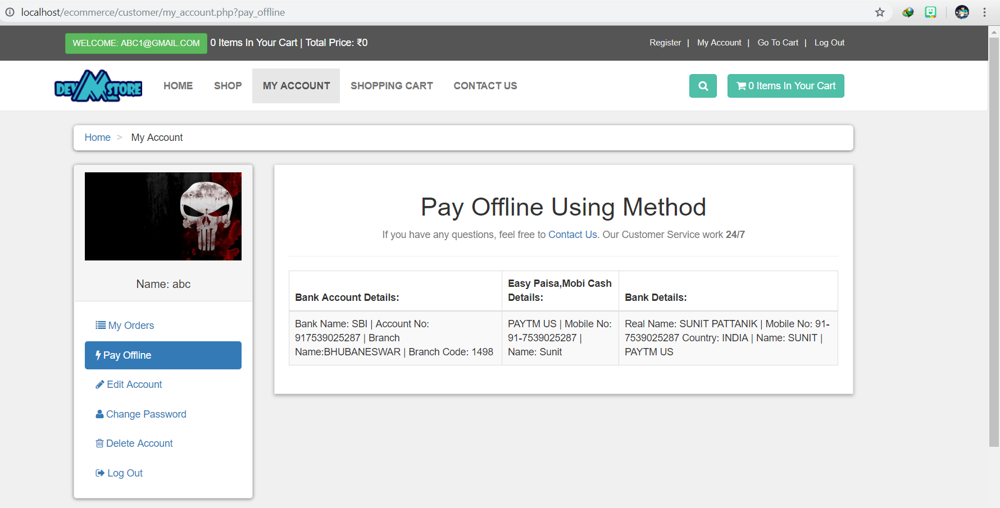 localhost/ecommerce/customer/my_account.php?pay_offline
WELCOME: ABC1@GMAIL.COM 0 Items In Your Cart | Total Price: ₹0
Register | My Account | Go To Cart | Log Out
DEV M STORE
HOME SHOP MY ACCOUNT SHOPPING CART CONTACT US
0 Items In Your Cart
Home > My Account
Name: abc
My Orders
Pay Offline
Edit Account
Change Password
Delete Account
Log Out
Pay Offline Using Method
If you have any questions, feel free to Contact Us. Our Customer Service work 24/7
Bank Account Details:
Easy Paisa,Mobi Cash
Details:
Bank Details:
Bank Name: SBI | Account No:
917539025287 | Branch
Name:BHUBANESWAR | Branch Code: 1498
PAYTM US | Mobile No:
91-7539025287 |
Name: Sunit
Real Name: SUNIT PATTANIK | Mobile No: 91-
7539025287 Country: INDIA | Name: SUNIT |
PAYTM US